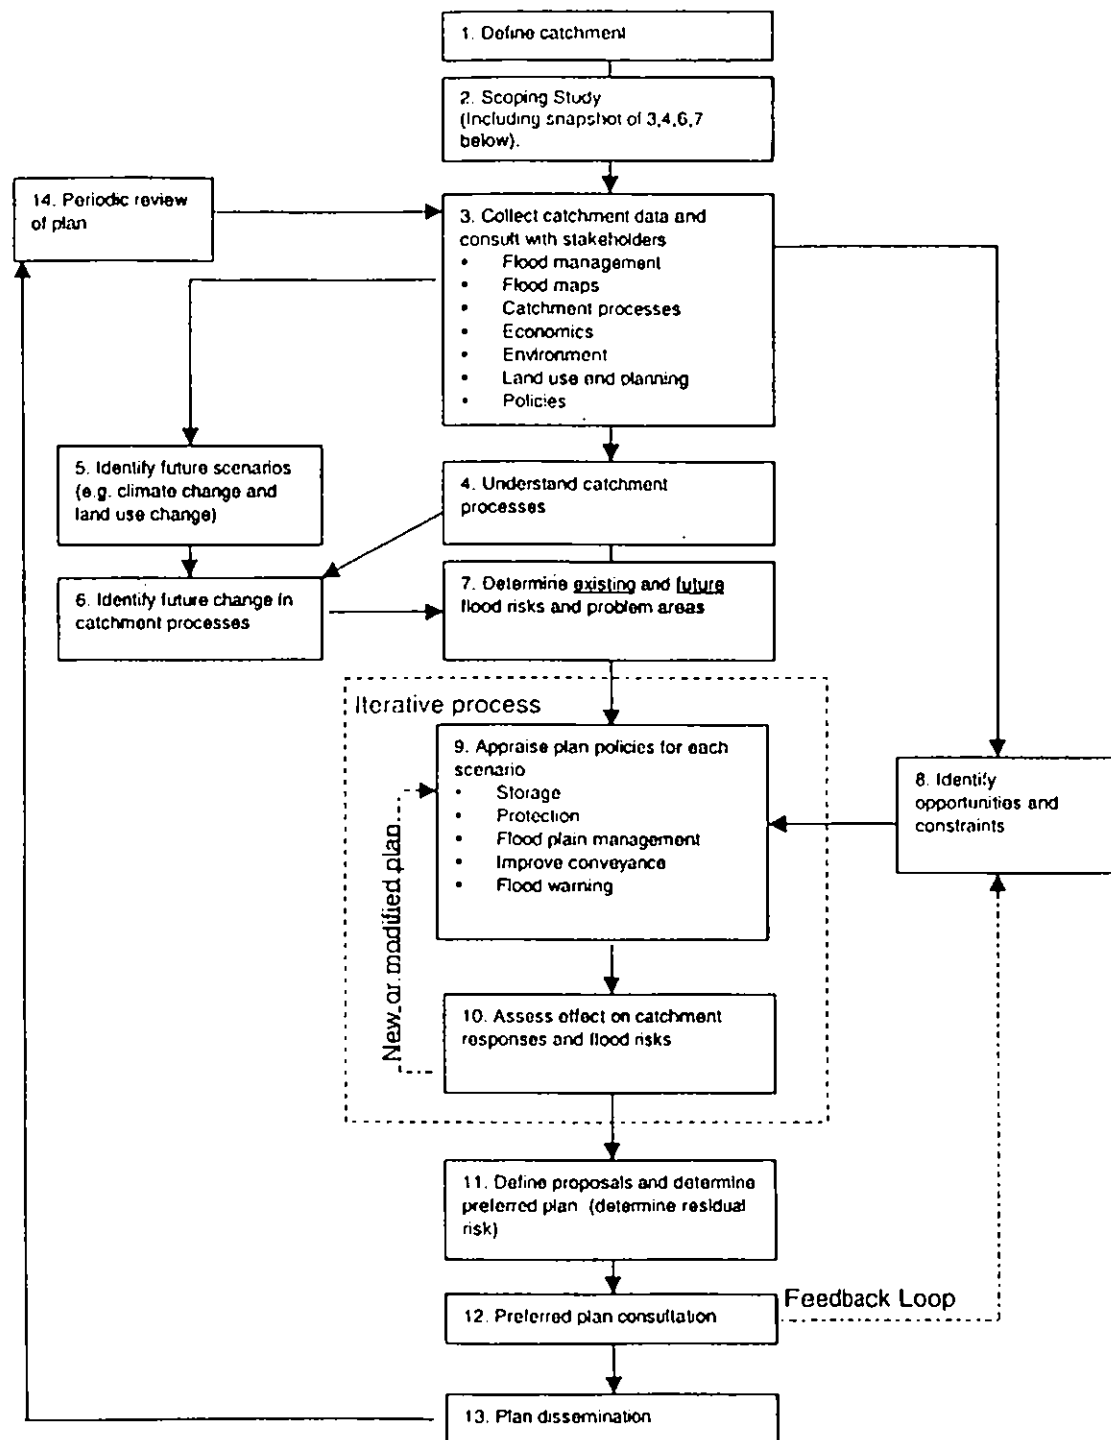 1. Define catchment
2. Scoping Study
(Including snapshot of 3,4,6,7
below).
14. Periodic review
of plan
3. Collect catchment data and
consult with stakeholders
• Flood management
• Flood maps
• Catchment processes
• Economics
• Environment
• Land use and planning
• Policies
5. Identify future scenarios
(e.g. climate change and
land use change)
4. Understand catchment
processes
6. Identify future change in
catchment processes
7. Determine existing and future
flood risks and problem areas
Iterative process
9. Appraise plan policies for each
scenario
• Storage
• Protection
• Flood plain management
• Improve conveyance
• Flood warning
8. Identify
opportunities and
constraints
New or modified plan
10. Assess effect on catchment
responses and flood risks
11. Define proposals and determine
preferred plan (determine residual
risk)
12. Preferred plan consultation
Feedback Loop
13. Plan dissemination